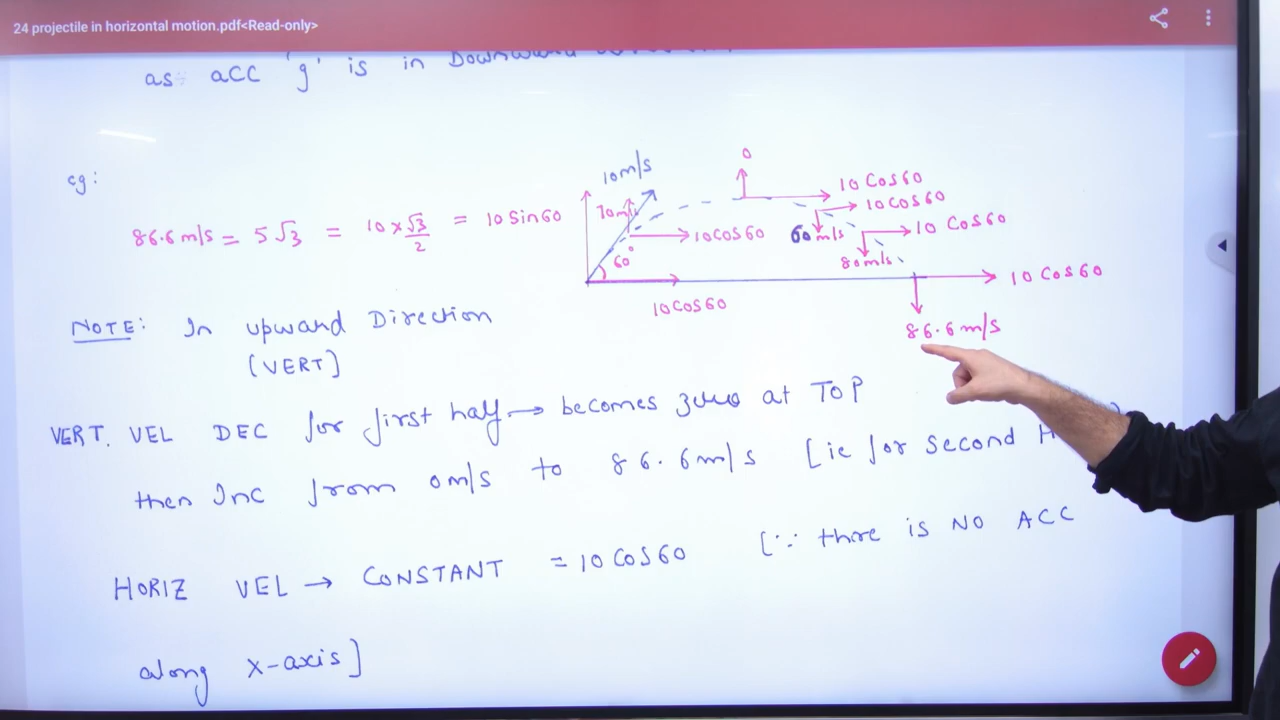 24 projectile in horizontal motion.pdf<Read-only>
as acc 'g' is in Downward
eg:
86.6 m/s = 5√3 = 10 × √3/2 = 10 Sin60
10m/s
70m/s
60°
10cos60
10cos60
0
10 Cos60
10 Cos60
60m/s
10 Cos60
80m/s
10 Cos60
86.6 m/s
NOTE: In upward Direction
(VERT]
VERT. VEL DEC for first half → becomes zero at TOP
then Inc from 0m/s to 86.6m/s [ie for second H
HORIZ VEL → CONSTANT = 10 COS60 [∵ there is NO ACC
along X-axis]